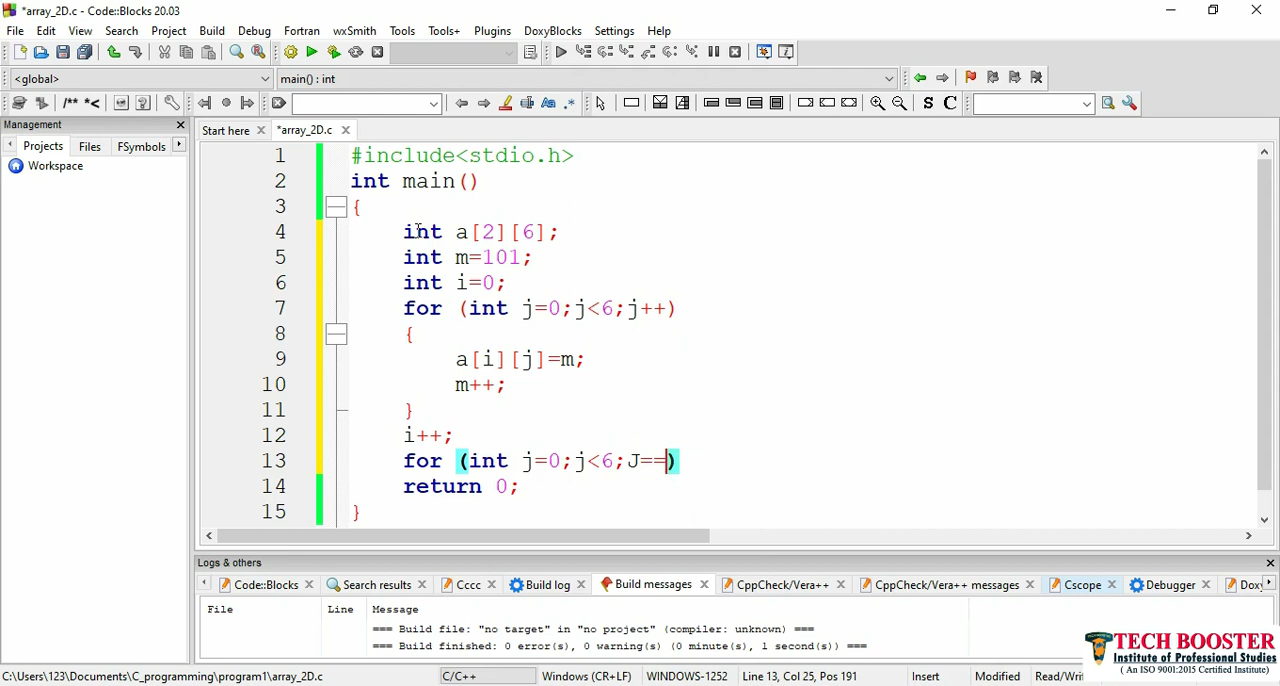 *array_2D.c - Code::Blocks 20.03
File Edit View Search Project Build Debug Fortran wxSmith Tools Tools+ Plugins DoxyBlocks Settings Help
<global> main() : int
/** *<
S C
Management
Projects Files FSymbols
Workspace
Start here *array_2D.c
1 #include<stdio.h>
2 int main()
3 {
4 int a[2][6];
5 int m=101;
6 int i=0;
7 for (int j=0;j<6;j++)
8 {
9 a[i][j]=m;
10 m++;
11 }
12 i++;
13 for (int j=0;j<6;J==)
14 return 0;
15 }
Logs & others
Code::Blocks Search results Cccc Build log Build messages CppCheck/Vera++ CppCheck/Vera++ messages Cscope Debugger Doxy
File Line Message
=== Build file: "no target" in "no project" (compiler: unknown) ===
=== Build finished: 0 error(s), 0 warning(s) (0 minute(s), 1 second(s)) ===
TECH BOOSTER
Institute of Professional Studies
( An ISO 9001:2015 Certified Institute)
C:\Users\123\Documents\C_programming\program1\array_2D.c C/C++ Windows (CR+LF) WINDOWS-1252 Line 13, Col 25, Pos 191 Insert Modified Read/Wri